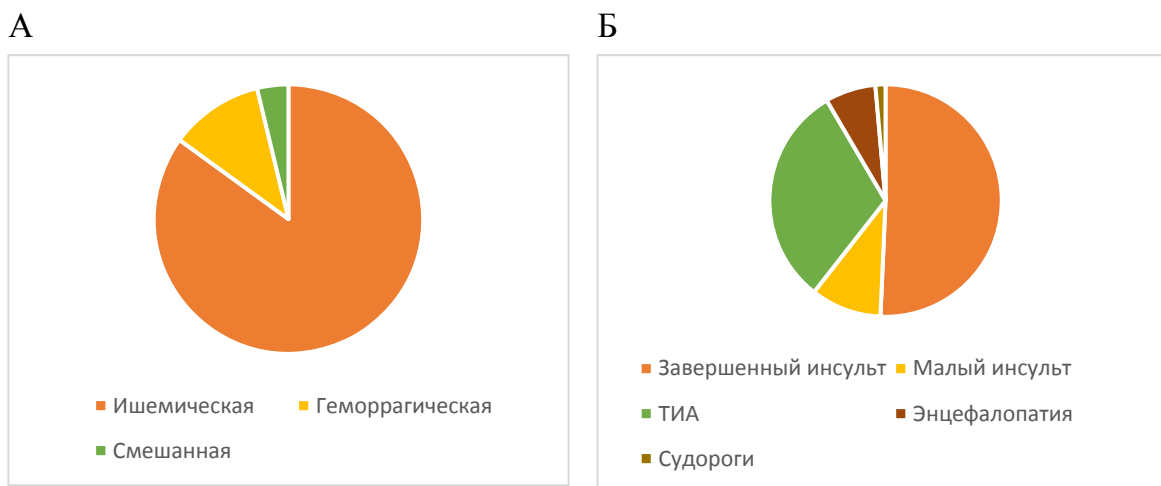 А
Б
Ишемическая Геморрагическая
Смешанная
Завершенный инсульт Малый инсульт
ТИА Энцефалопатия
Судороги